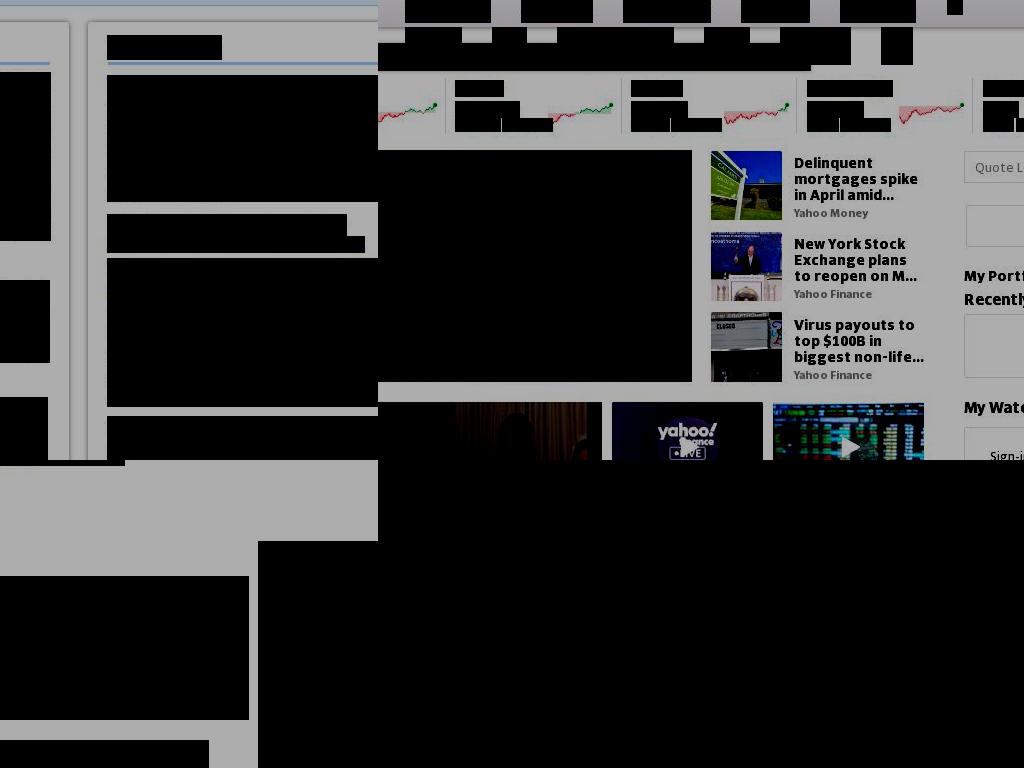 Delinquent
mortgages spike
in April amid...
Yahoo Money
Quote L
New York Stock
Exchange plans
to reopen on M...
Yahoo Finance
My Portf
Recently
CLOSED
Virus payouts to
top $100B in
biggest non-life...
Yahoo Finance
My Watc
yahoo!
finance
LIVE
Sign-i